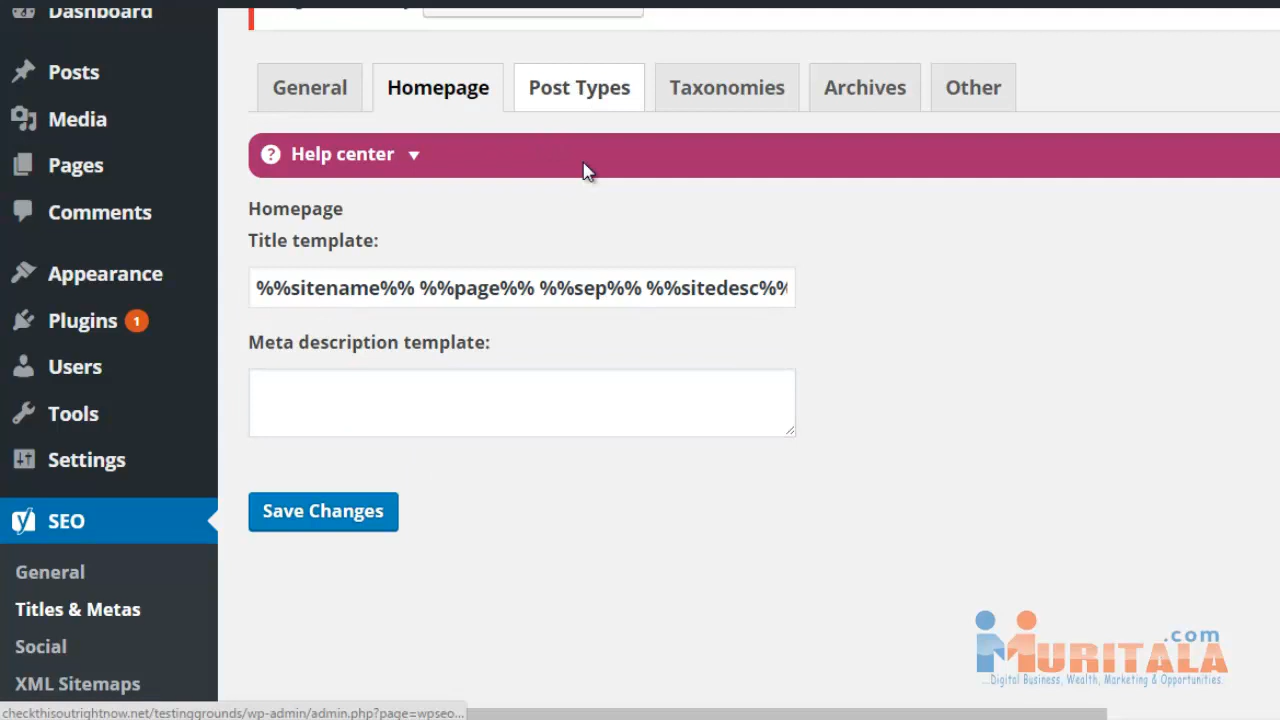 Dashboard
Posts
Media
Pages
Comments
Appearance
Plugins 1
Users
Tools
Settings
SEO
General
Titles & Metas
Social
XML Sitemaps
General Homepage Post Types Taxonomies Archives Other
? Help center
Homepage
Title template:
%%sitename%% %%page%% %%sep%% %%sitedesc%%
Meta description template:
Save Changes
.com
MURITALA
...Digital Business, Wealth, Marketing & Opportunities.
checkthisoutrightnow.net/testinggrounds/wp-admin/admin.php?page=wpseo...